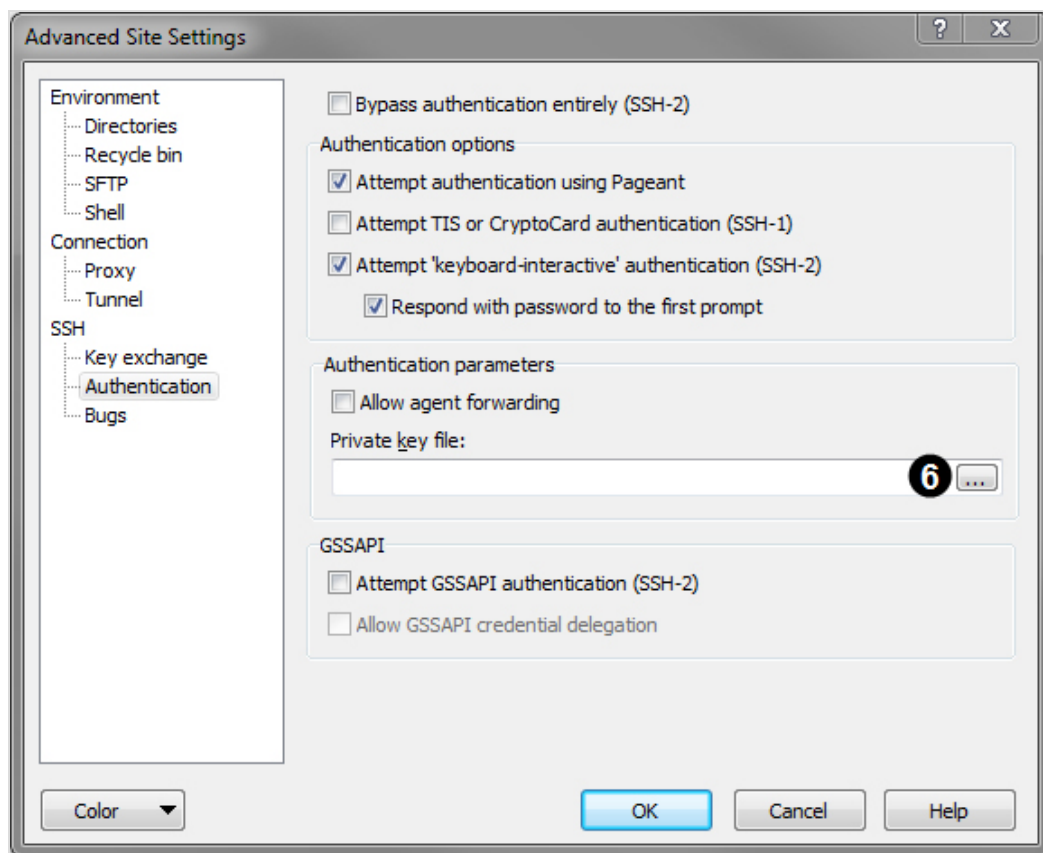 Advanced Site Settings
?
X
Environment
Directories
Recycle bin
SFTP
Shell
Connection
Proxy
Tunnel
SSH
Key exchange
Authentication
Bugs
Bypass authentication entirely (SSH-2)
Authentication options
Attempt authentication using Pageant
Attempt TIS or CryptoCard authentication (SSH-1)
Attempt 'keyboard-interactive' authentication (SSH-2)
Respond with password to the first prompt
Authentication parameters
Allow agent forwarding
Private key file:
6 ...
GSSAPI
Attempt GSSAPI authentication (SSH-2)
Allow GSSAPI credential delegation
Color
OK
Cancel
Help